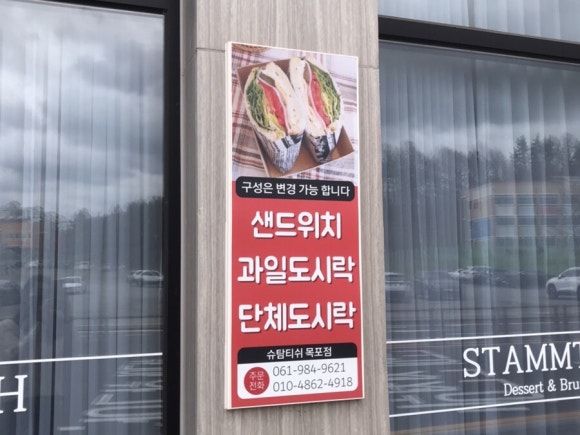 구성은 변경 가능 합니다
샌드위치
과일도시락
단체도시락
슈탐티쉬 목포점
주문
전화
061-984-9621
010-4862-4918
H
STAMMT
Dessert & Bru